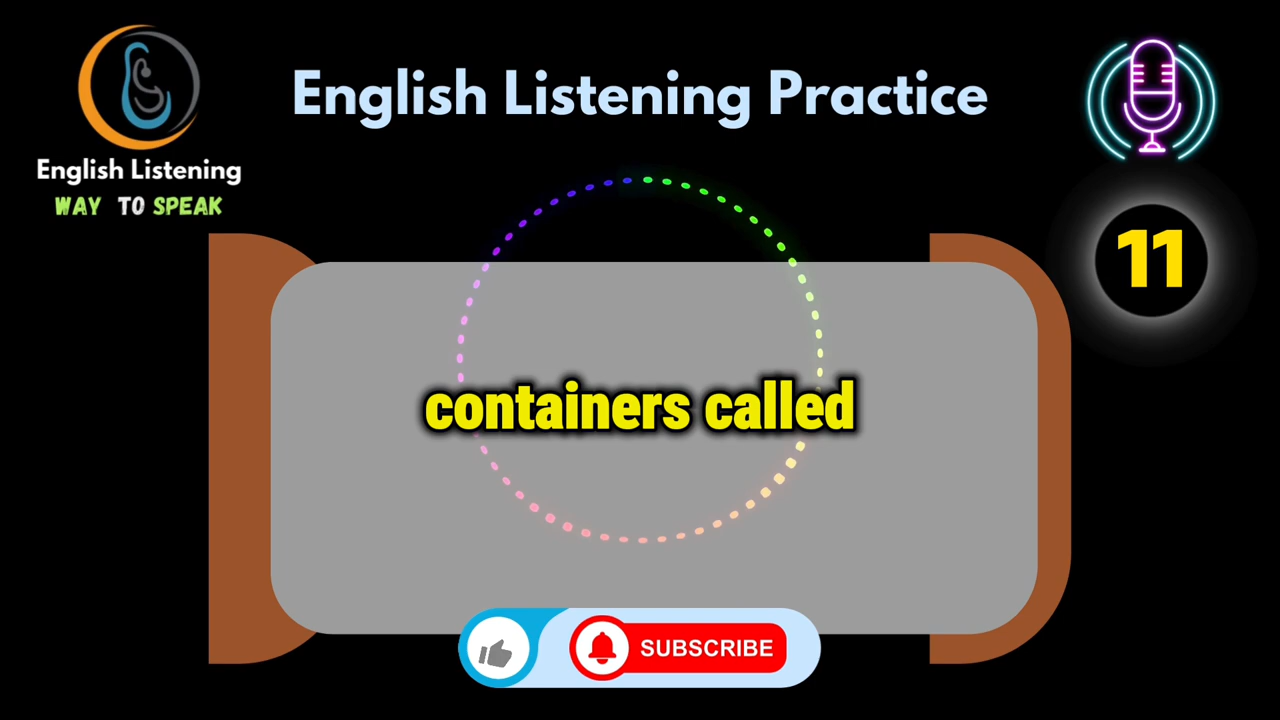 English Listening Practice
English Listening
WAY TO SPEAK
11
containers called
SUBSCRIBE